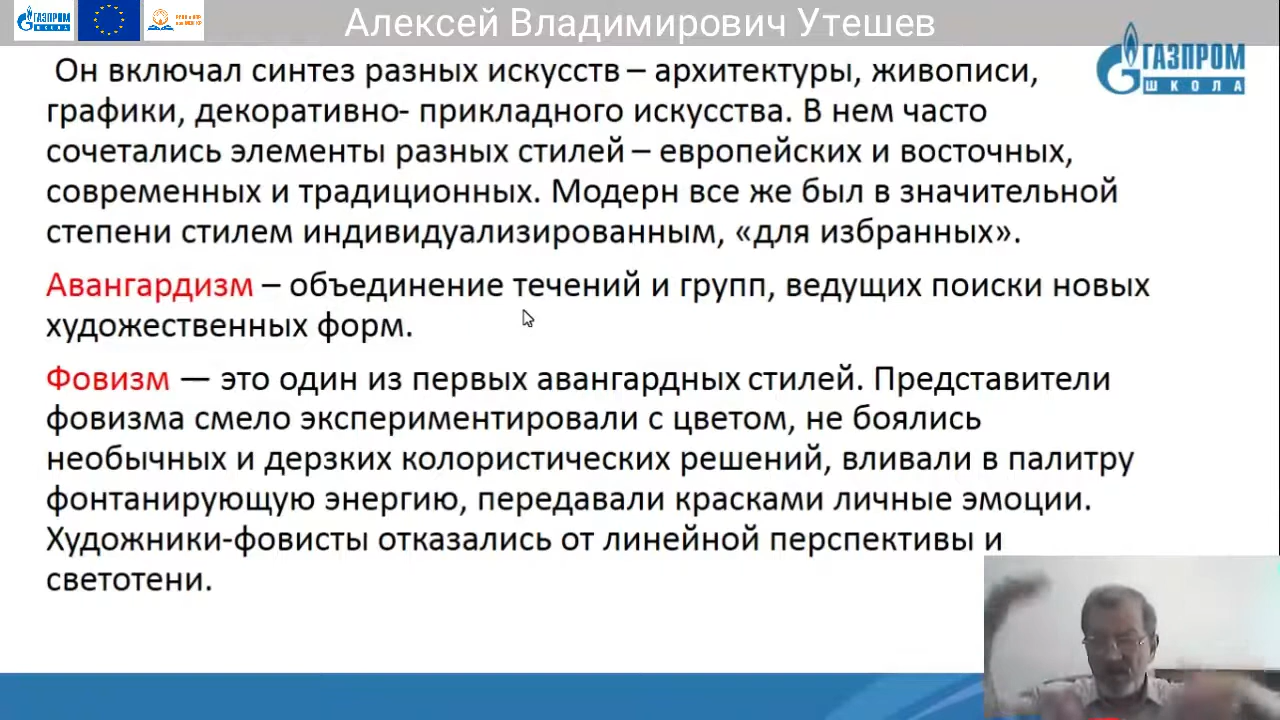 Алексей Владимирович Утешев
ГАЗПРОМ
ШКОЛА
Он включал синтез разных искусств – архитектуры, живописи,
графики, декоративно- прикладного искусства. В нем часто
сочетались элементы разных стилей – европейских и восточных,
современных и традиционных. Модерн все же был в значительной
степени стилем индивидуализированным, «для избранных».
Авангардизм – объединение течений и групп, ведущих поиски новых
художественных форм.
Фовизм — это один из первых авангардных стилей. Представители
фовизма смело экспериментировали с цветом, не боялись
необычных и дерзких колористических решений, вливали в палитру
фонтанирующую энергию, передавали красками личные эмоции.
Художники-фовисты отказались от линейной перспективы и
светотени.